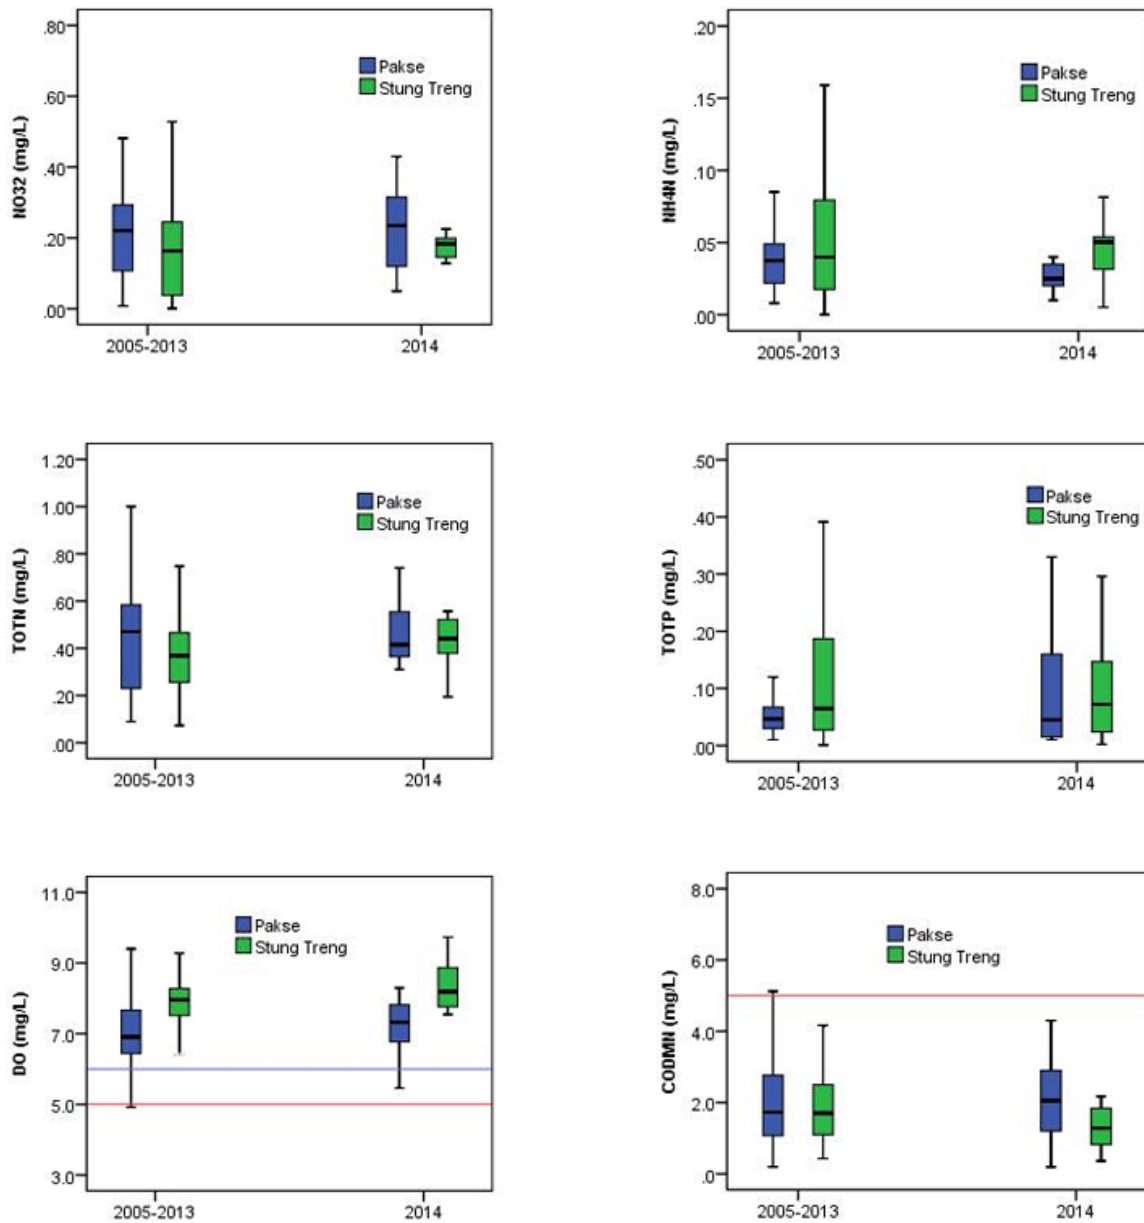 NO32 (mg/L)
.80
.60
.40
.20
.00
Pakse
Stung Treng
2005-2013
2014
NH4N (mg/L)
.20
.15
.10
.05
.00
Pakse
Stung Treng
2005-2013
2014
TOTN (mg/L)
1.20
1.00
.80
.60
.40
.20
.00
Pakse
Stung Treng
2005-2013
2014
TOTP (mg/L)
.50
.40
.30
.20
.10
.00
Pakse
Stung Treng
2005-2013
2014
DO (mg/L)
11.0
9.0
7.0
5.0
3.0
Pakse
Stung Treng
2005-2013
2014
CODMN (mg/L)
8.0
6.0
4.0
2.0
.0
Pakse
Stung Treng
2005-2013
2014